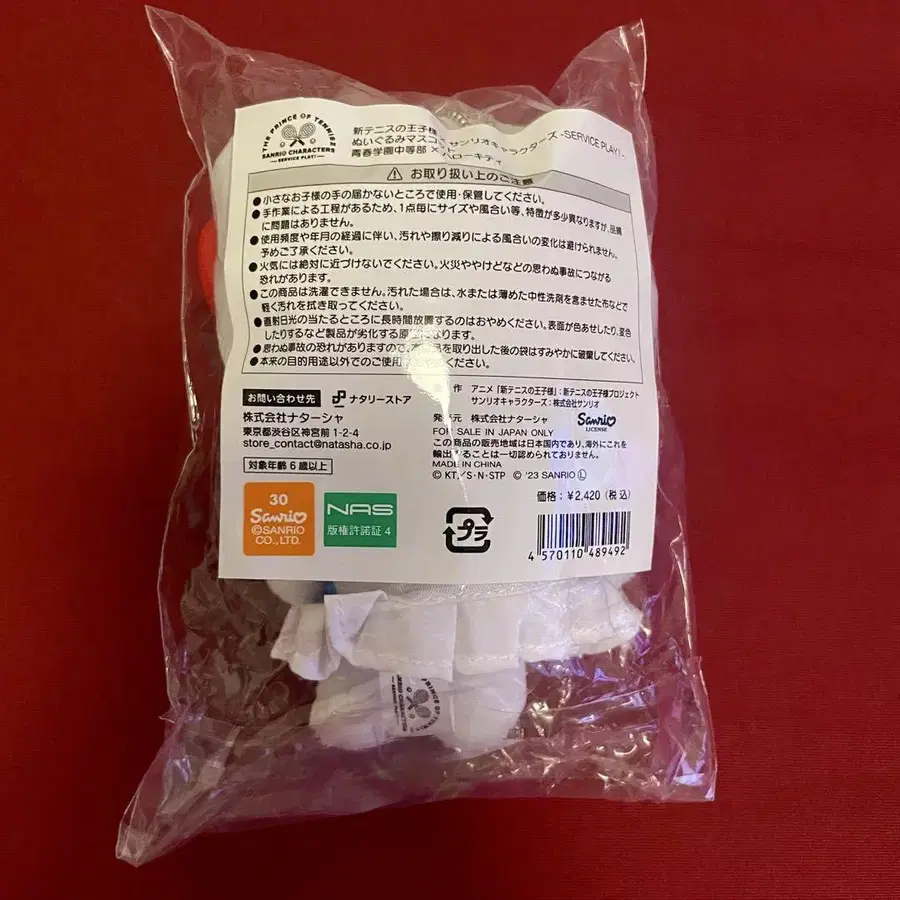 THE PRINCE OF TENNIS II
SANRIO CHARACTERS
-SERVICE PLAY!-
新テニスの王子様
サンリオキャラクターズ -SERVICE PLAY!-
ぬいぐるみマスコ
青春学園中等部 × ハローキティ
お取り扱い上のご注意
●小さなお子様の手の届かないところで使用・保管してください。
●手作業による工程があるため、1点毎にサイズや風合い等、特徴が多少異なりますが、品質
に問題はありません。
●使用頻度や年月の経過に伴い、汚れや擦り減りによる風合いの変化は避けられません。
予めご了承ください。
●火気には絶対に近づけないでください。火災ややけどなどの思わぬ事故につながる
恐れがあります。
●この商品は洗濯できません。汚れた場合は、水または薄めた中性洗剤を含ませた布などで
軽く汚れを拭き取ってください。
●直射日光の当たるところに長時間放置するのはおやめください。表面が色あせしたり、変色
したりするなど製品が劣化する原因となります。
●思わぬ事故の恐れがありますので、本商品を取り出した後の袋はすみやかに破棄してください。
●本来の目的用途以外でのご使用はおやめください。
お問い合わせ先
ナタリーストア
株式会社ナターシャ
東京都渋谷区神宮前 1-2-4
store_contact@natasha.co.jp
対象年齢 6 歳以上
作 アニメ「新テニスの王子様」:新テニスの王子様プロジェクト
サンリオキャラクターズ:株式会社サンリオ
発売元 株式会社ナターシャ
Sanrio
LICENSE
FOR SALE IN JAPAN ONLY
この商品の販売地域は日本国内であり、海外にこれを
輸出することは一切認められておりません。
MADE IN CHINA
© KT/S・N・STP © '23 SANRIO Ⓛ
30
Sanrio
©SANRIO
CO., LTD.
NAS
版権許諾証 4
プラ
価格:¥2,420 (税込)
4 570110 489492
THE PRINCE OF TENNIS II
SANRIO CHARACTERS